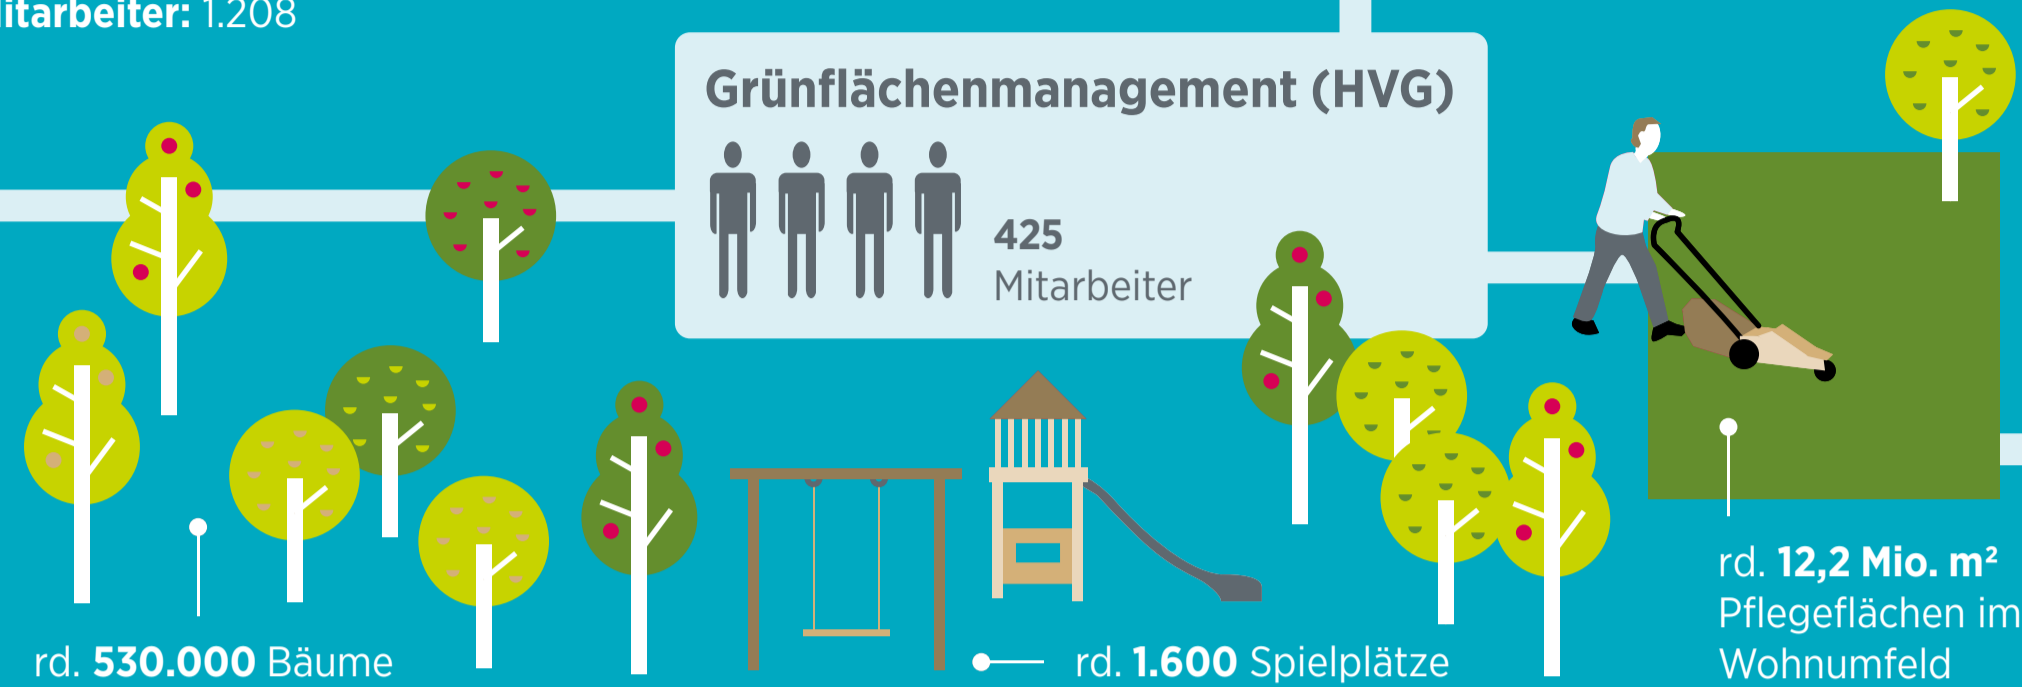 Mitarbeiter: 1.208
Grünflächenmanagement (HVG)
425
Mitarbeiter
rd. 12,2 Mio. m²
Pflegeflächen im
Wohnumfeld
rd. 530.000 Bäume
rd. 1.600 Spielplätze